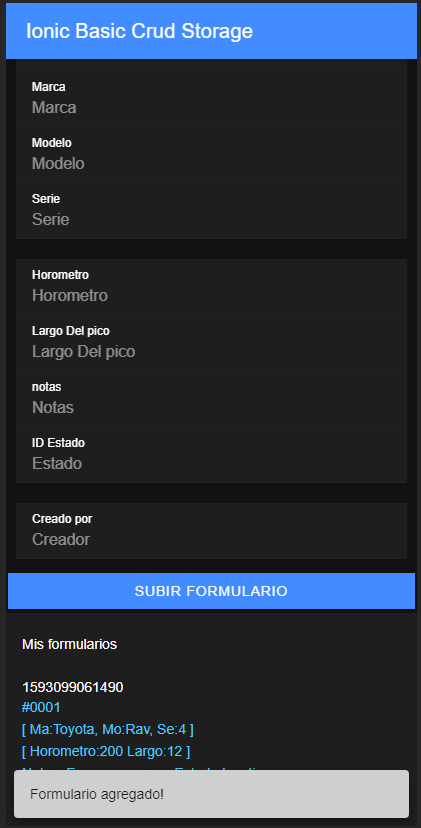 Ionic Basic Crud Storage
Marca
Marca
Modelo
Modelo
Serie
Serie
Horometro
Horometro
Largo Del pico
Largo Del pico
notas
Notas
ID Estado
Estado
Creado por
Creador
SUBIR FORMULARIO
Mis formularios
1593099061490
#0001
[ Ma:Toyota, Mo:Rav, Se:4 ]
[ Horometro:200 Largo:12 ]
Formulario agregado!